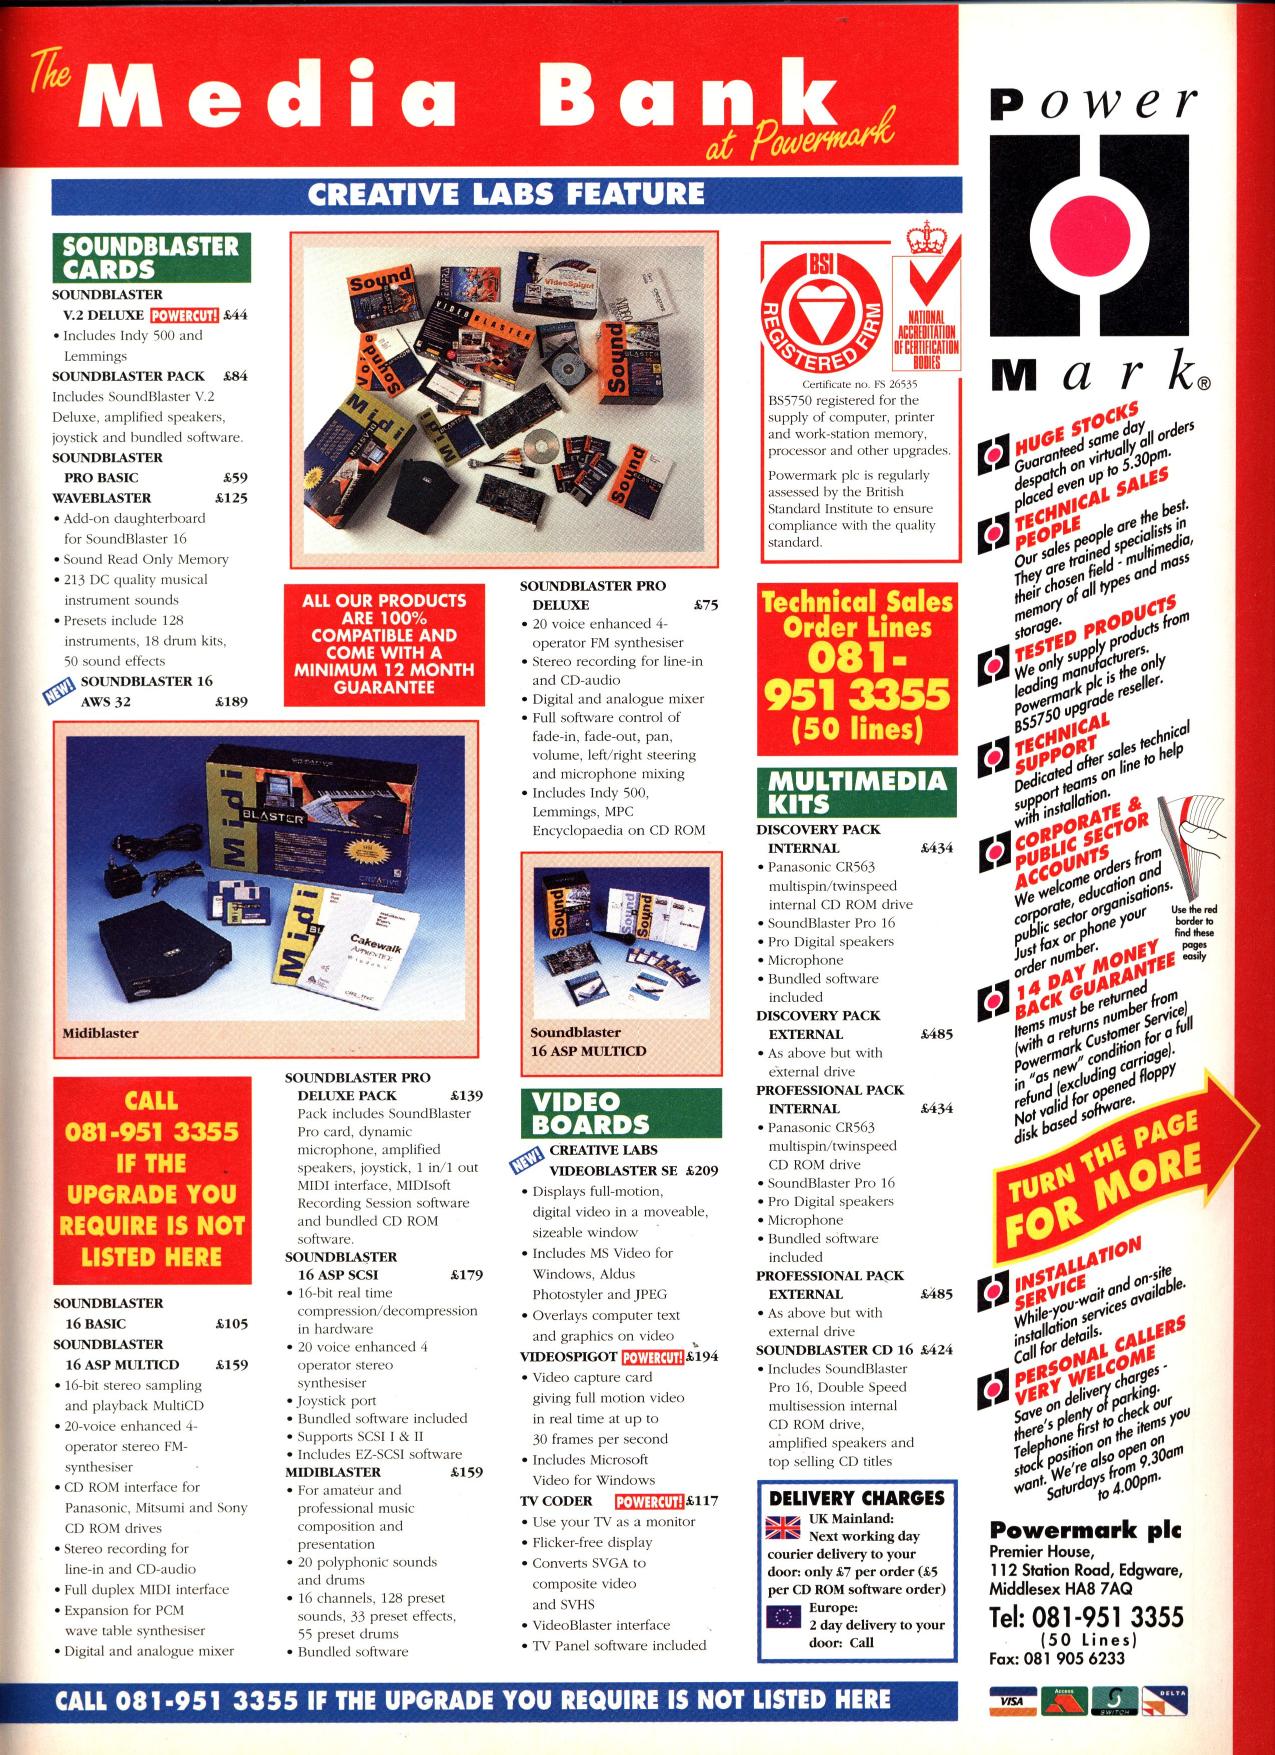 The Media Bank
at Powermark
CREATIVE LABS FEATURE
SOUNDBLASTER
CARDS
SOUNDBLASTER
V.2 DELUXE POWERCUT! £44
• Includes Indy 500 and
Lemmings
SOUNDBLASTER PACK £84
Includes SoundBlaster V.2
Deluxe, amplified speakers,
joystick and bundled software.
SOUNDBLASTER
PRO BASIC £59
WAVEBLASTER £125
• Add-on daughterboard
for SoundBlaster 16
• Sound Read Only Memory
• 213 DC quality musical
instrument sounds
• Presets include 128
instruments, 18 drum kits,
50 sound effects
NEW! SOUNDBLASTER 16
AWS 32 £189
Sound
VideoSpigot
VIDEO BLASTER
Sound
BLASTER
Midi
BLASTER
Midi
Sound
ALL OUR PRODUCTS
ARE 100%
COMPATIBLE AND
COME WITH A
MINIMUM 12 MONTH
GUARANTEE
Midi
BLASTER
CREATIVE
Midi
Midi
Cakewalk
APPRENTICE
Midiblaster
CALL
081-951 3355
IF THE
UPGRADE YOU
REQUIRE IS NOT
LISTED HERE
SOUNDBLASTER
16 BASIC £105
SOUNDBLASTER
16 ASP MULTICD £159
• 16-bit stereo sampling
and playback MultiCD
• 20-voice enhanced 4-
operator stereo FM-
synthesiser
• CD ROM interface for
Panasonic, Mitsumi and Sony
CD ROM drives
• Stereo recording for
line-in and CD-audio
• Full duplex MIDI interface
• Expansion for PCM
wave table synthesiser
• Digital and analogue mixer
SOUNDBLASTER PRO
DELUXE PACK £139
Pack includes SoundBlaster
Pro card, dynamic
microphone, amplified
speakers, joystick, 1 in/1 out
MIDI interface, MIDIsoft
Recording Session software
and bundled CD ROM
software.
SOUNDBLASTER
16 ASP SCSI £179
• 16-bit real time
compression/decompression
in hardware
• 20 voice enhanced 4
operator stereo
synthesiser
• Joystick port
• Bundled software included
• Supports SCSI I & II
• Includes EZ-SCSI software
MIDIBLASTER £159
• For amateur and
professional music
composition and
presentation
• 20 polyphonic sounds
and drums
• 16 channels, 128 preset
sounds, 33 preset effects,
55 preset drums
• Bundled software
SOUNDBLASTER PRO
DELUXE £75
• 20 voice enhanced 4-
operator FM synthesiser
• Stereo recording for line-in
and CD-audio
• Digital and analogue mixer
• Full software control of
fade-in, fade-out, pan,
volume, left/right steering
and microphone mixing
• Includes Indy 500,
Lemmings, MPC
Encyclopaedia on CD ROM
Sound
Sound
Sound
Soundblaster
16 ASP MULTICD
VIDEO
BOARDS
NEW! CREATIVE LABS
VIDEOBLASTER SE £209
• Displays full-motion,
digital video in a moveable,
sizeable window
• Includes MS Video for
Windows, Aldus
Photostyler and JPEG
• Overlays computer text
and graphics on video
VIDEOSPIGOT POWERCUT! £194
• Video capture card
giving full motion video
in real time at up to
30 frames per second
• Includes Microsoft
Video for Windows
TV CODER POWERCUT! £117
• Use your TV as a monitor
• Flicker-free display
• Converts SVGA to
composite video
and SVHS
• VideoBlaster interface
• TV Panel software included
BSI
REGISTERED FIRM
NATIONAL
ACCREDITATION
OF CERTIFICATION
BODIES
Certificate no. FS 26535
BS5750 registered for the
supply of computer, printer
and work-station memory,
processor and other upgrades.
Powermark plc is regularly
assessed by the British
Standard Institute to ensure
compliance with the quality
standard.
Technical Sales
Order Lines
081-
951 3355
(50 lines)
MULTIMEDIA
KITS
DISCOVERY PACK
INTERNAL £434
• Panasonic CR563
multispin/twinspeed
internal CD ROM drive
• SoundBlaster Pro 16
• Pro Digital speakers
• Microphone
• Bundled software
included
DISCOVERY PACK
EXTERNAL £485
• As above but with
external drive
PROFESSIONAL PACK
INTERNAL £434
• Panasonic CR563
multispin/twinspeed
CD ROM drive
• SoundBlaster Pro 16
• Pro Digital speakers
• Microphone
• Bundled software
included
PROFESSIONAL PACK
EXTERNAL £485
• As above but with
external drive
SOUNDBLASTER CD 16 £424
• Includes SoundBlaster
Pro 16, Double Speed
multisession internal
CD ROM drive,
amplified speakers and
top selling CD titles
DELIVERY CHARGES
UK Mainland:
Next working day
courier delivery to your
door: only £7 per order (£5
per CD ROM software order)
Europe:
2 day delivery to your
door: Call
CALL 081-951 3355 IF THE UPGRADE YOU REQUIRE IS NOT LISTED HERE
Power
Mark®
HUGE STOCKS
Guaranteed same day
despatch on virtually all orders
placed even up to 5.30pm.
TECHNICAL SALES
PEOPLE
Our sales people are the best.
They are trained specialists in
their chosen field - multimedia,
memory of all types and mass
storage.
TESTED PRODUCTS
We only supply products from
leading manufacturers.
Powermark plc is the only
BS5750 upgrade reseller.
TECHNICAL
SUPPORT
Dedicated after sales technical
support teams on line to help
with installation.
CORPORATE &
PUBLIC SECTOR
ACCOUNTS
We welcome orders from
corporate, education and
public sector organisations.
Just fax or phone your
order number.
Use the red
border to
find these
pages
easily
14 DAY MONEY
BACK GUARANTEE
Items must be returned
(with a returns number from
Powermark Customer Service)
in "as new" condition for a full
refund (excluding carriage).
Not valid for opened floppy
disk based software.
TURN THE PAGE
FOR MORE
INSTALLATION
SERVICE
While-you-wait and on-site
installation services available.
Call for details.
PERSONAL CALLERS
VERY WELCOME
Save on delivery charges -
there's plenty of parking.
Telephone first to check our
stock position on the items you
want. We're also open on
Saturdays from 9.30am
to 4.00pm.
Powermark plc
Premier House,
112 Station Road, Edgware,
Middlesex HA8 7AQ
Tel: 081-951 3355
(50 Lines)
Fax: 081 905 6233
VISA
Access
SWITCH
DELTA